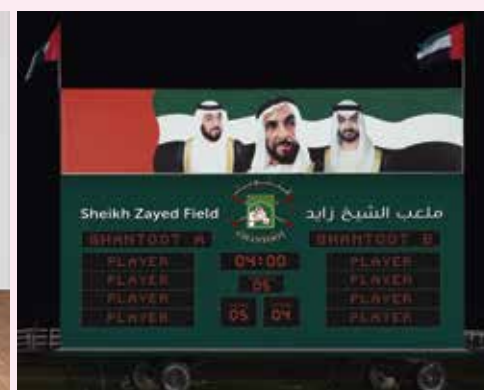 Sheikh Zayed Field
ملعب الشيخ زايد
GHANTOOT A
GHANTOOT B
PLAYER
04:00
PLAYER
PLAYER
05
PLAYER
PLAYER
05
04
PLAYER
PLAYER
PLAYER